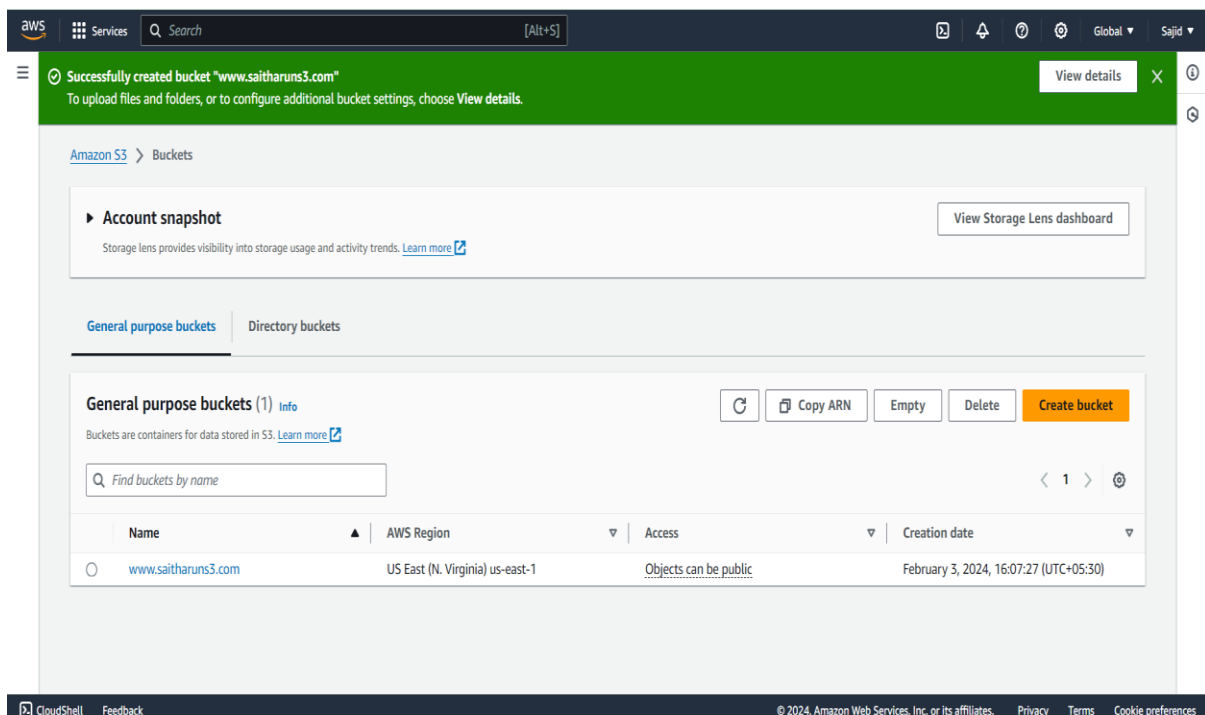 aws Services Search [Alt+S] Global Sajid
Successfully created bucket "www.saitharuns3.com"
View details
To upload files and folders, or to configure additional bucket settings, choose View details.
Amazon S3 Buckets
Account snapshot
View Storage Lens dashboard
Storage lens provides visibility into storage usage and activity trends. Learn more
General purpose buckets Directory buckets
General purpose buckets (1) Info
Copy ARN Empty Delete Create bucket
Buckets are containers for data stored in S3. Learn more
Find buckets by name
1
Name AWS Region Access Creation date
www.saitharuns3.com US East (N. Virginia) us-east-1 Objects can be public February 3, 2024, 16:07:27 (UTC+05:30)
CloudShell Feedback © 2024, Amazon Web Services, Inc. or its affiliates. Privacy Terms Cookie preferences